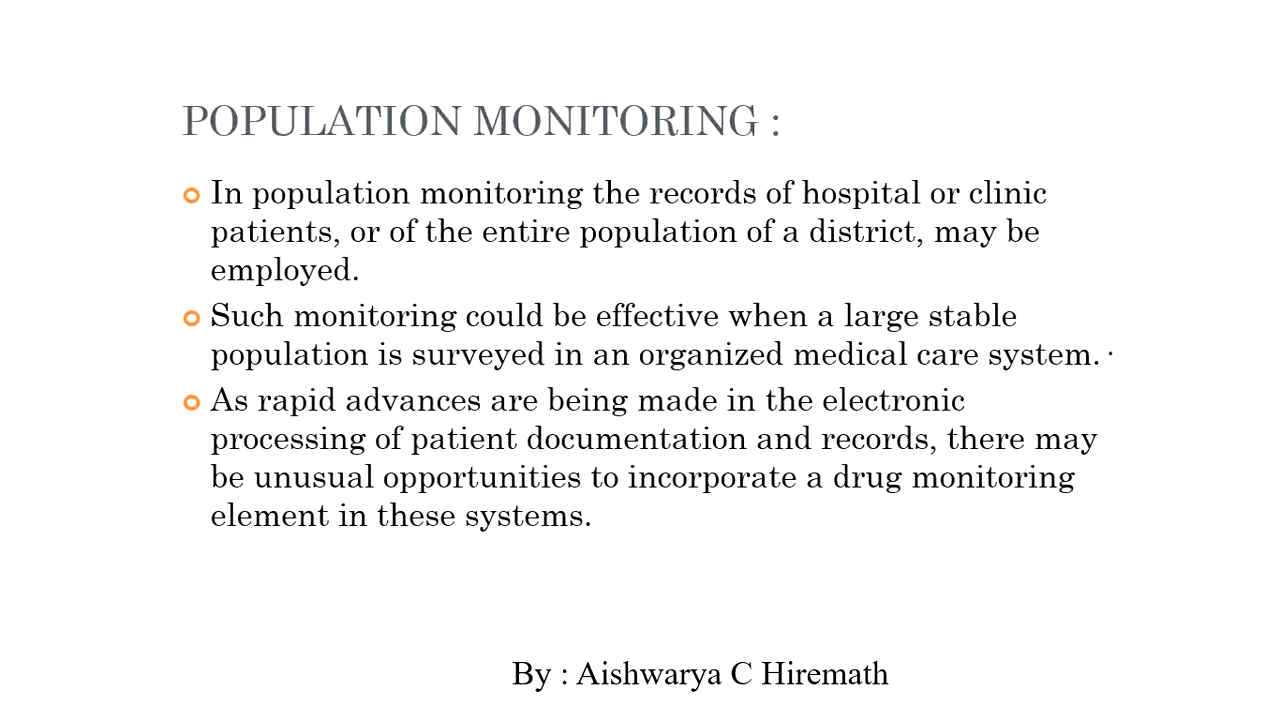 POPULATION MONITORING :
In population monitoring the records of hospital or clinic
patients, or of the entire population of a district, may be
employed.
Such monitoring could be effective when a large stable
population is surveyed in an organized medical care system. ·
As rapid advances are being made in the electronic
processing of patient documentation and records, there may
be unusual opportunities to incorporate a drug monitoring
element in these systems.
By : Aishwarya C Hiremath